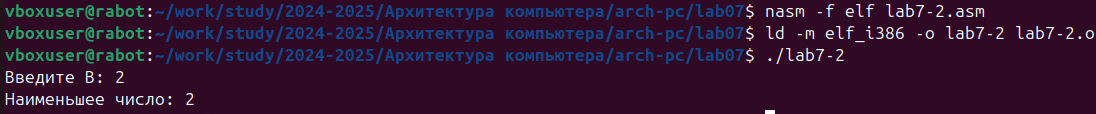 vboxuser@rabot:~/work/study/2024-2025/Архитектура компьютера/arch-pc/lab07$ nasm -f elf lab7-2.asm
vboxuser@rabot:~/work/study/2024-2025/Архитектура компьютера/arch-pc/lab07$ ld -m elf_i386 -o lab7-2 lab7-2.o
vboxuser@rabot:~/work/study/2024-2025/Архитектура компьютера/arch-pc/lab07$ ./lab7-2
Введите В: 2
Наименьшее число: 2